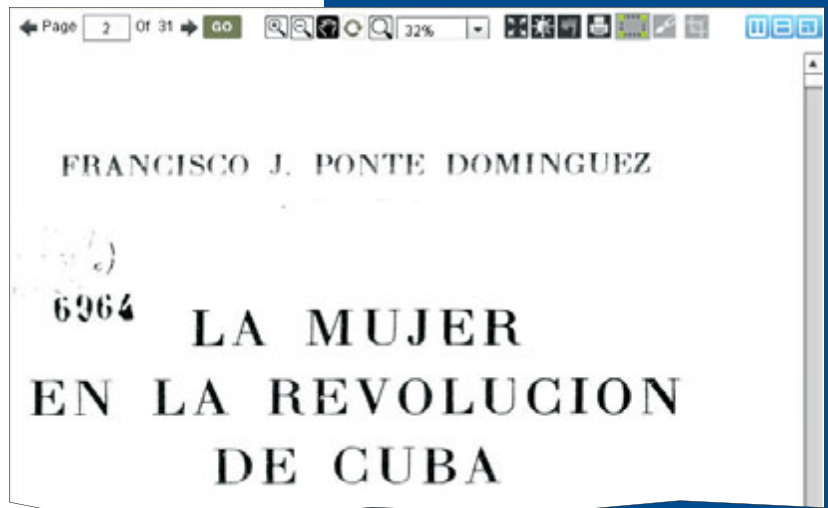 Page 2 Of 31 GO 32%
FRANCISCO J. PONTE DOMINGUEZ
6964
LA MUJER
EN LA REVOLUCION
DE CUBA